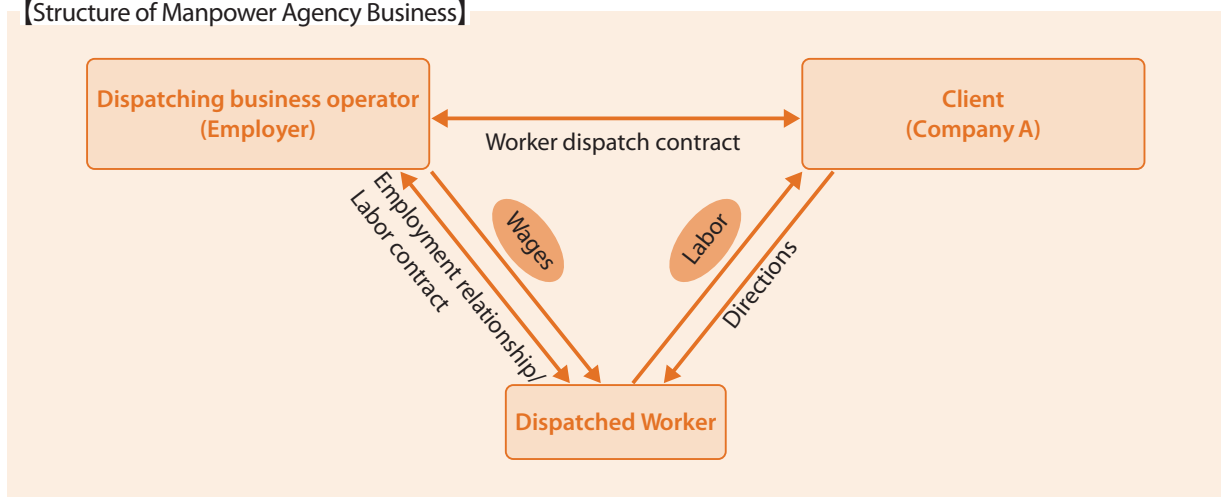 【Structure of Manpower Agency Business】
Dispatching business operator
(Employer)
Client
(Company A)
Worker dispatch contract
Employment relationship/
Labor contract
Wages
Labor
Directions
Dispatched Worker